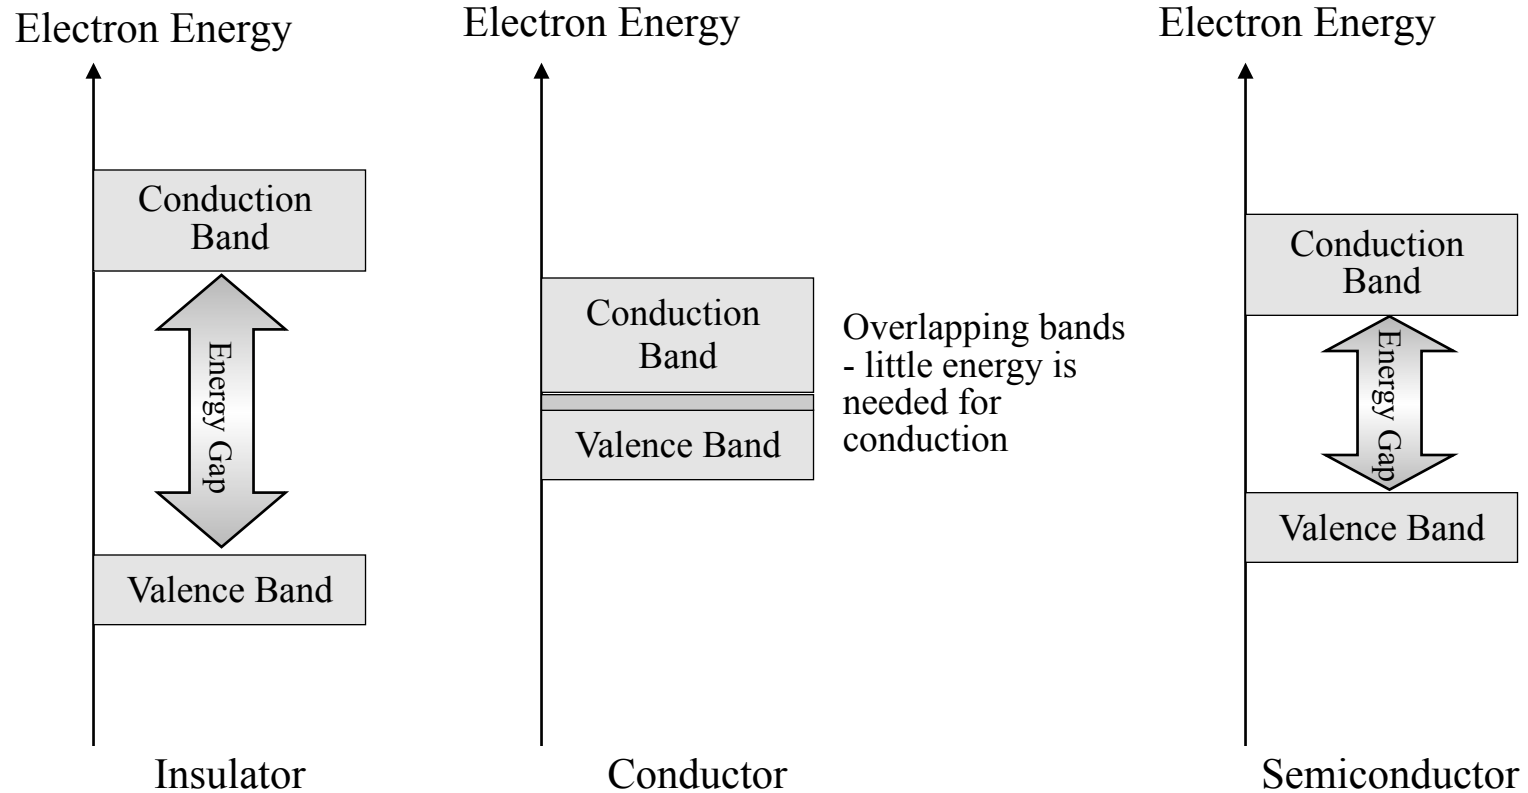 Electron Energy
Conduction
Band
Energy Gap
Valence Band
Insulator
Electron Energy
Conduction
Band
Valence Band
Overlapping bands
- little energy is
needed for
conduction
Conductor
Electron Energy
Conduction
Band
Energy Gap
Valence Band
Semiconductor